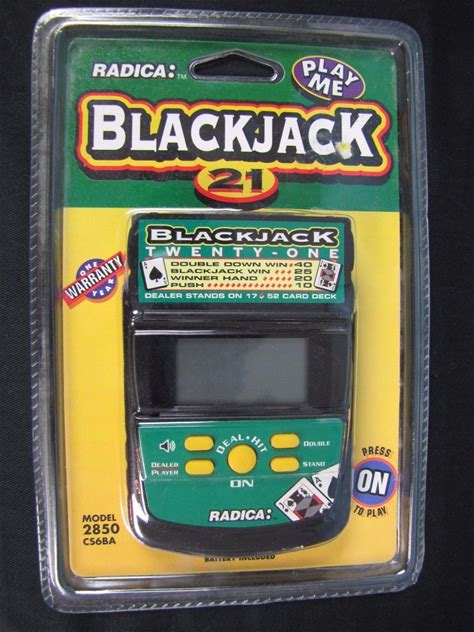 RADICA:™
PLAY
ME
BLACKJACK
21
ONE
YEAR
WARRANTY
BLACKJACK
TWENTY-ONE
DOUBLE DOWN WIN 40
BLACKJACK WIN 25
WINNER HAND 20
PUSH 10
DEALER STANDS ON 17 52 CARD DECK
DEAL•HIT
DOUBLE
DEALER
PLAYER
STAND
ON
RADICA:
A
PRESS
ON
TO PLAY
MODEL
2850
CS6BA
BATTERY INCLUDED